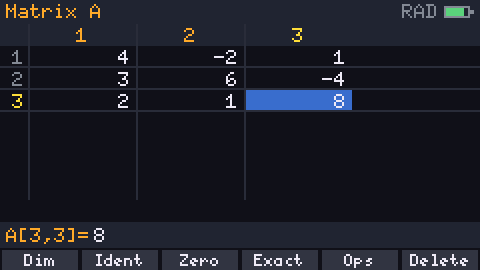 Matrix A RAD
1 2 3
1 4 -2 1
2 3 6 -4
3 2 1 8
A[3,3]=8
Dim Ident Zero Exact Ops Delete